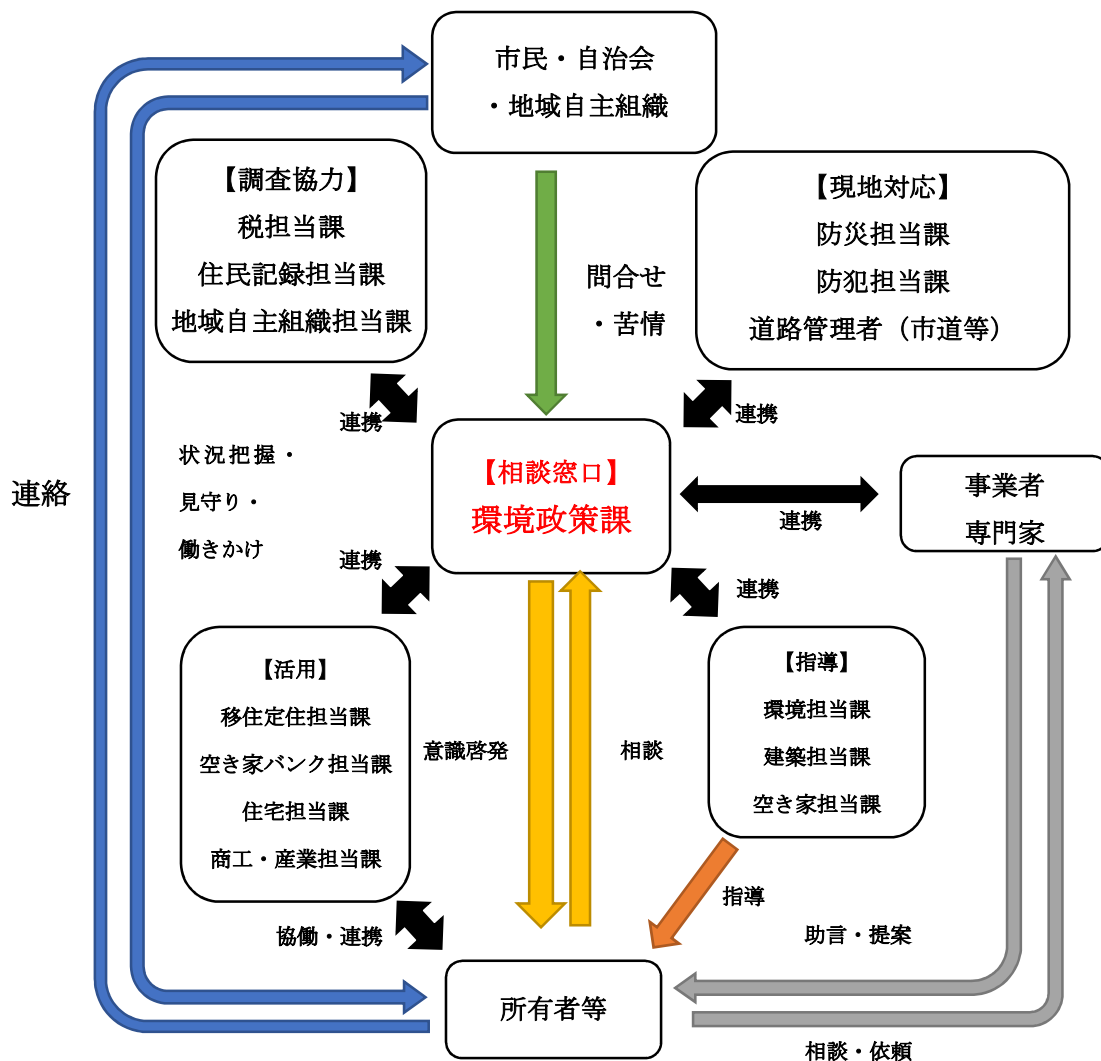 市民・自治会
・地域自主組織
【調査協力】
税担当課
住民記録担当課
地域自主組織担当課
【現地対応】
防災担当課
防犯担当課
道路管理者（市道等）
問合せ
・苦情
連携
連携
状況把握・
見守り・
働きかけ
連絡
【相談窓口】
環境政策課
連携
事業者
専門家
連携
連携
【活用】
移住定住担当課
空き家バンク担当課
住宅担当課
商工・産業担当課
意識啓発
相談
【指導】
環境担当課
建築担当課
空き家担当課
指導
協働・連携
助言・提案
所有者等
相談・依頼